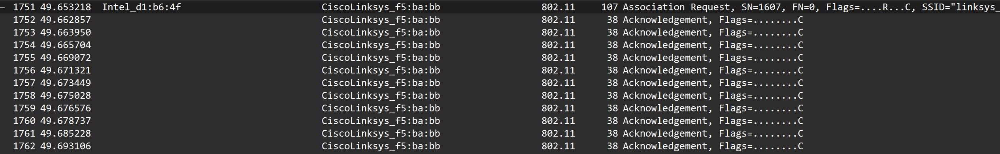 1751 49.653218 Intel_d1:b6:4f CiscoLinksys_f5:ba:bb 802.11 107 Association Request, SN=1607, FN=0, Flags=....R...C, SSID="linksys_
1752 49.662857 CiscoLinksys_f5:ba:bb 802.11 38 Acknowledgement, Flags=........C
1753 49.663950 CiscoLinksys_f5:ba:bb 802.11 38 Acknowledgement, Flags=........C
1754 49.665704 CiscoLinksys_f5:ba:bb 802.11 38 Acknowledgement, Flags=........C
1755 49.669072 CiscoLinksys_f5:ba:bb 802.11 38 Acknowledgement, Flags=........C
1756 49.671321 CiscoLinksys_f5:ba:bb 802.11 38 Acknowledgement, Flags=........C
1757 49.673449 CiscoLinksys_f5:ba:bb 802.11 38 Acknowledgement, Flags=........C
1758 49.675028 CiscoLinksys_f5:ba:bb 802.11 38 Acknowledgement, Flags=........C
1759 49.676576 CiscoLinksys_f5:ba:bb 802.11 38 Acknowledgement, Flags=........C
1760 49.678737 CiscoLinksys_f5:ba:bb 802.11 38 Acknowledgement, Flags=........C
1761 49.685228 CiscoLinksys_f5:ba:bb 802.11 38 Acknowledgement, Flags=........C
1762 49.693106 CiscoLinksys_f5:ba:bb 802.11 38 Acknowledgement, Flags=........C